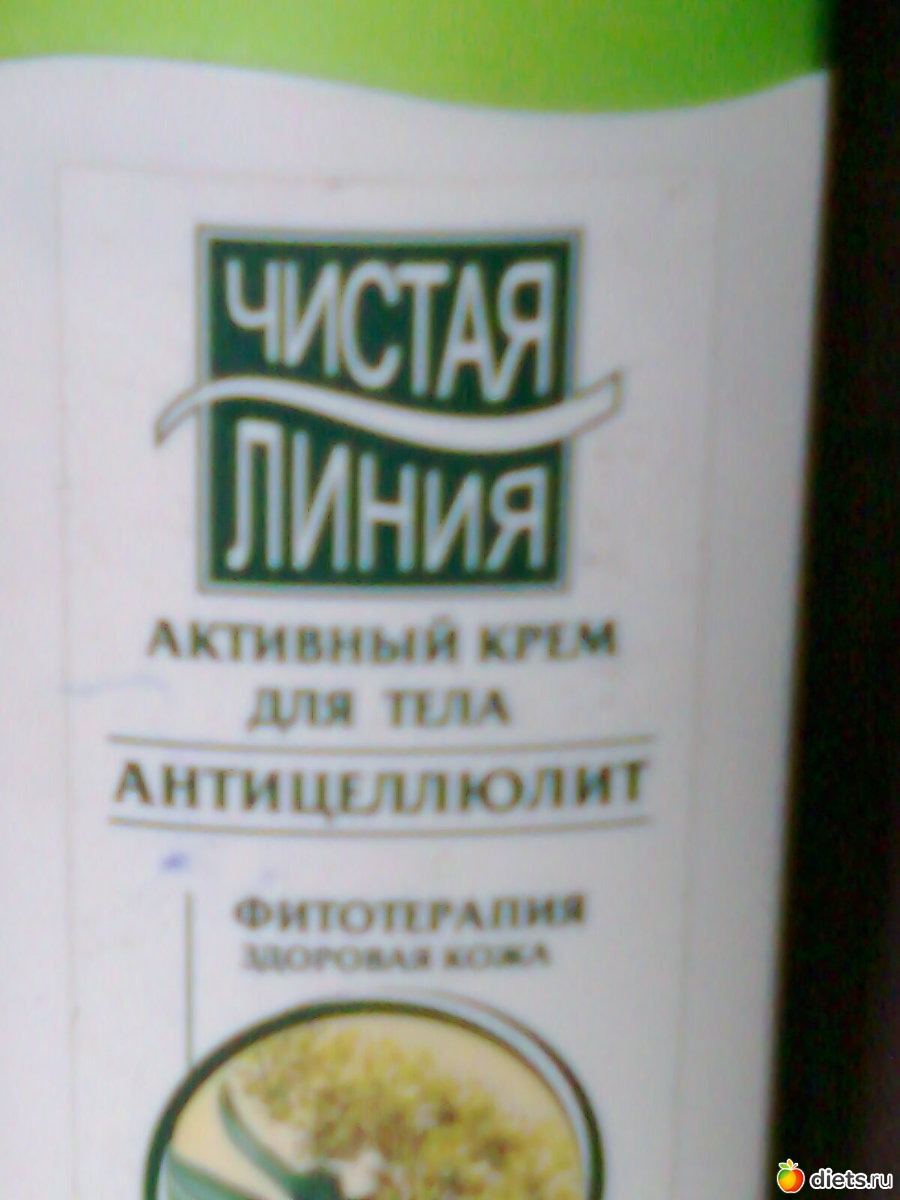 ЧИСТАЯ
ЛИНИЯ
АКТИВНЫЙ КРЕМ
ДЛЯ ТЕЛА
АНТИЦЕЛЛЮЛИТ
ФИТОТЕРАПИЯ
ЗДОРОВАЯ КОЖА
diets.ru